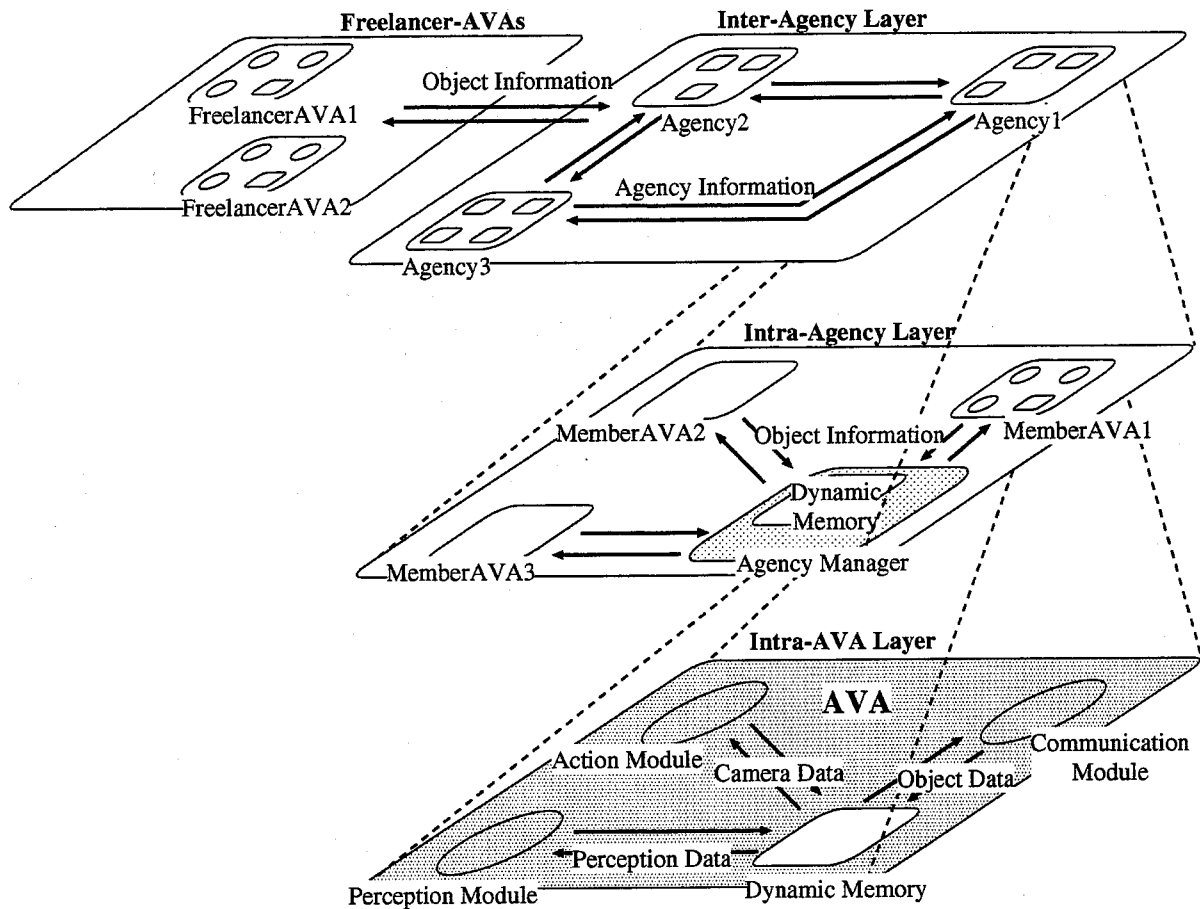 Freelancer-AVAs
Inter-Agency Layer
Object Information
FreelancerAVA1
Agency2
Agency1
FreelancerAVA2
Agency Information
Agency3
Intra-Agency Layer
MemberAVA2
Object Information
MemberAVA1
Dynamic
Memory
MemberAVA3
Agency Manager
Intra-AVA Layer
AVA
Action Module
Camera Data
Communication
Module
Object Data
Perception Data
Perception Module
Dynamic Memory